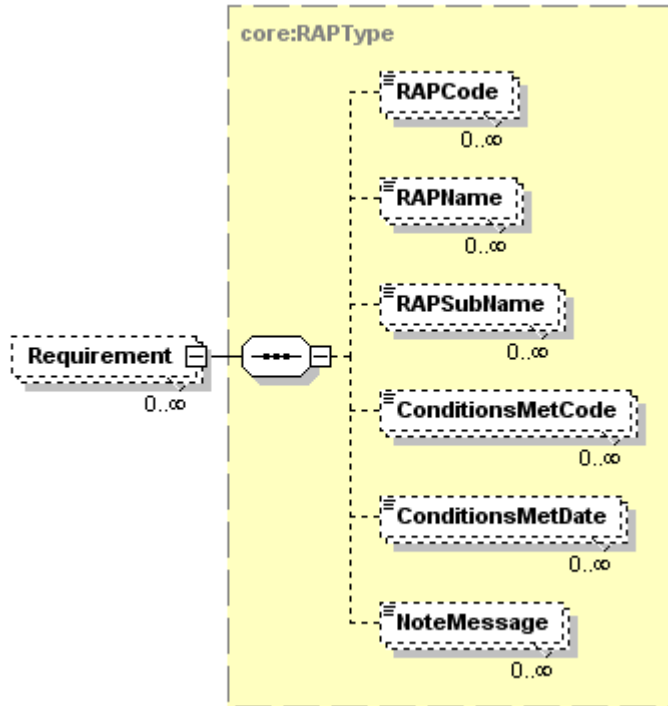 core:RAPType
RAPCode
0..∞
RAPName
0..∞
RAPSubName
0..∞
Requirement
0..∞
ConditionsMetCode
0..∞
ConditionsMetDate
0..∞
NoteMessage
0..∞